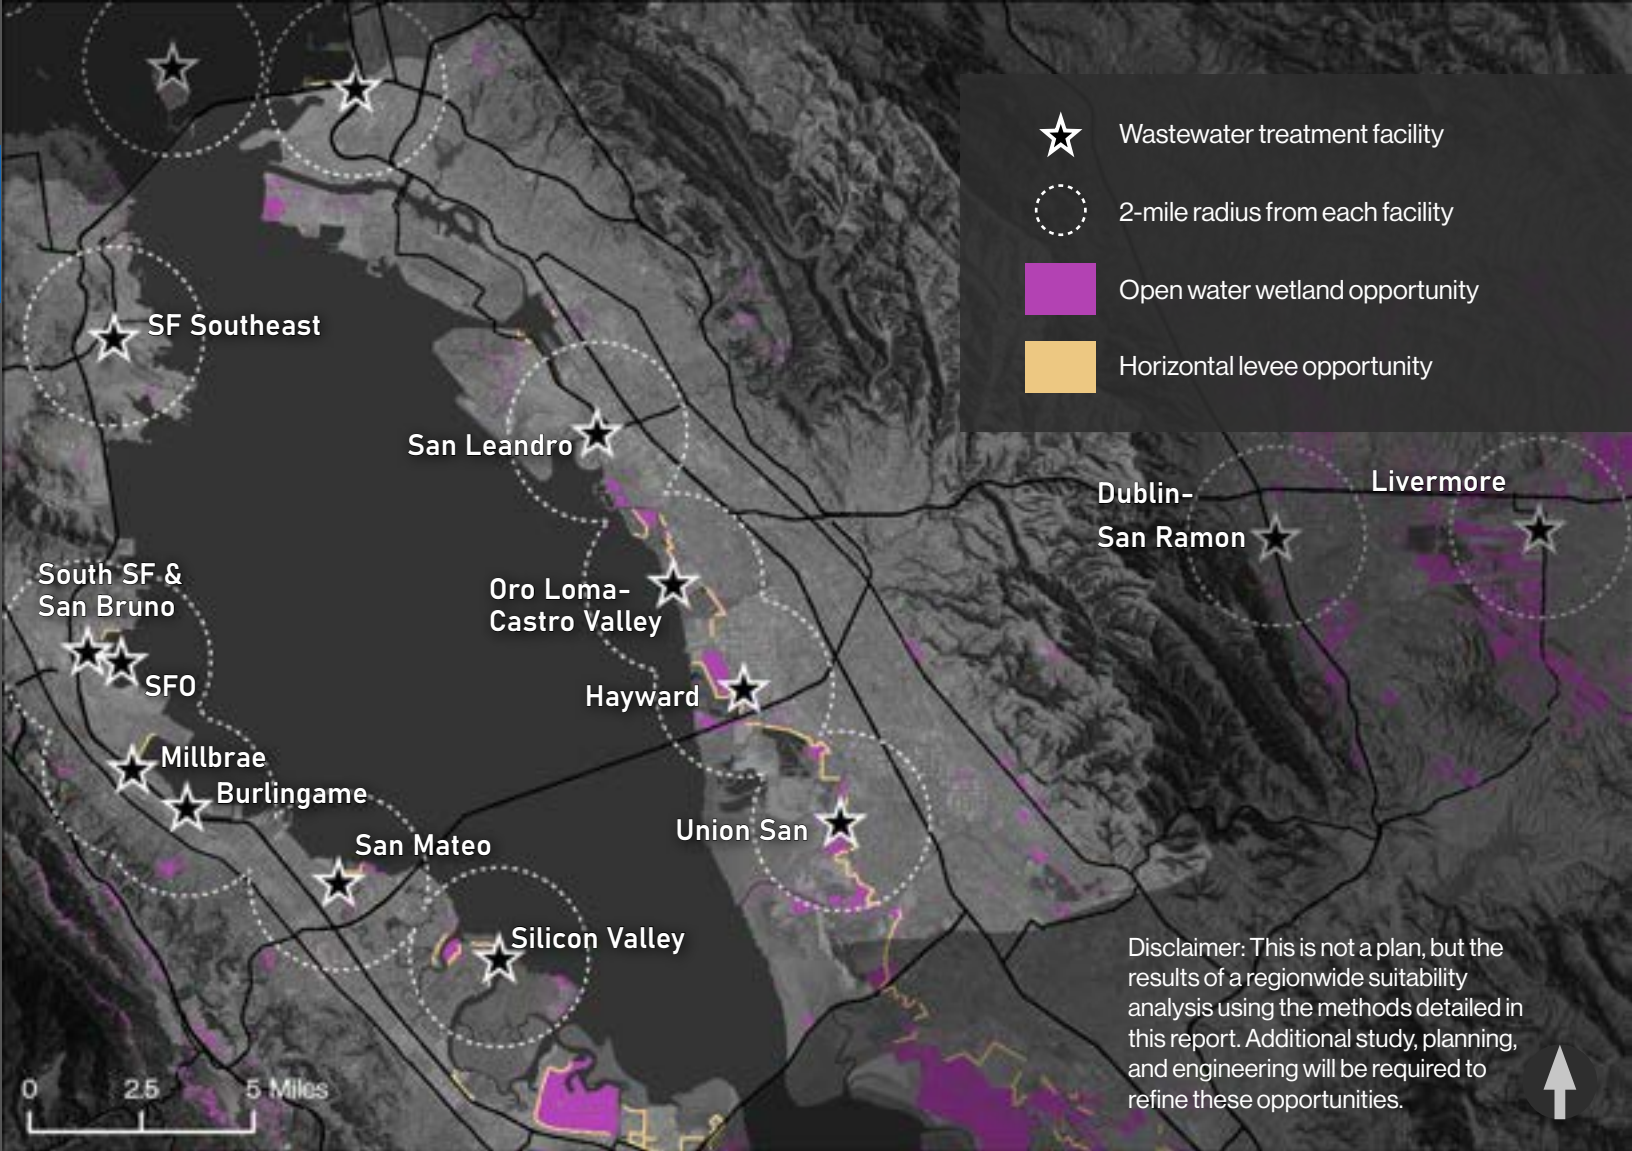 Wastewater treatment facility
2-mile radius from each facility
Open water wetland opportunity
Horizontal levee opportunity
SF Southeast
San Leandro
Dublin-
San Ramon
Livermore
South SF &
San Bruno
SFO
Oro Loma-
Castro Valley
Hayward
Millbrae
Burlingame
San Mateo
Union San
Silicon Valley
Disclaimer: This is not a plan, but the
results of a regionwide suitability
analysis using the methods detailed in
this report. Additional study, planning,
and engineering will be required to
refine these opportunities.
0 2.5 5 Miles